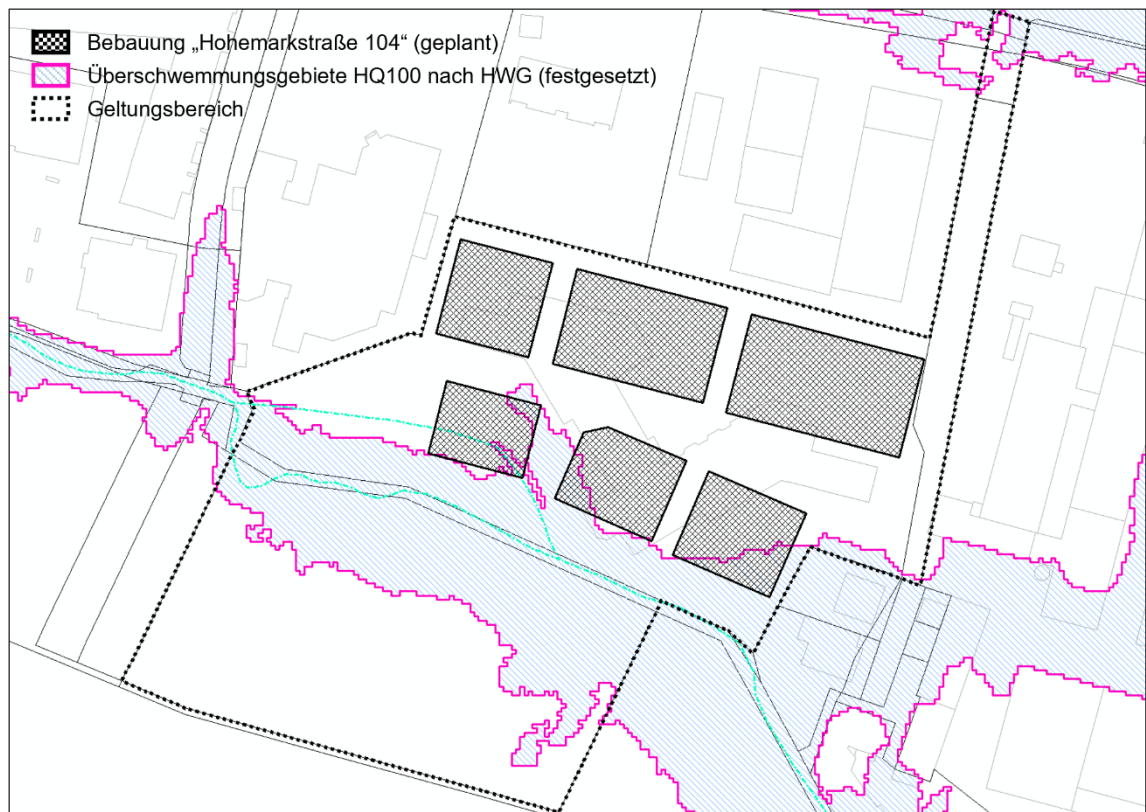 Bebauung „Hohemarkstraße 104“ (geplant)
Überschwemmungsgebiete HQ100 nach HWG (festgesetzt)
Geltungsbereich